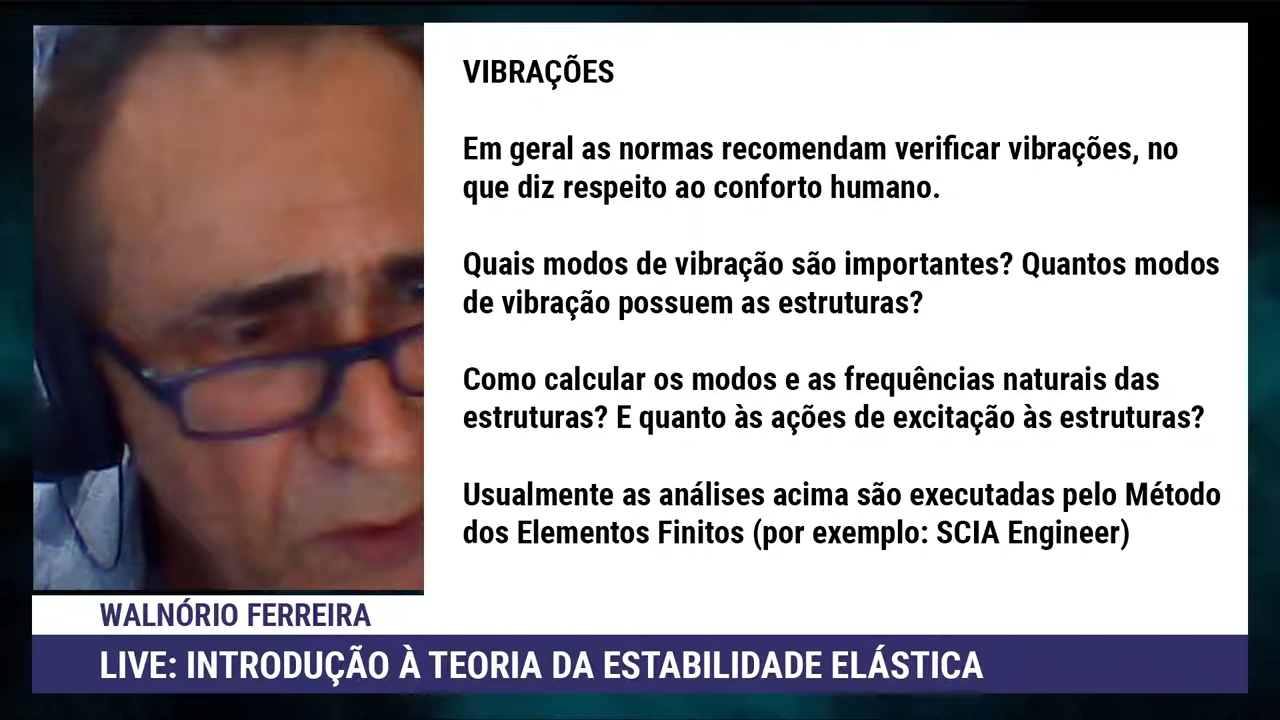 VIBRAÇÕES
Em geral as normas recomendam verificar vibrações, no
que diz respeito ao conforto humano.
Quais modos de vibração são importantes? Quantos modos
de vibração possuem as estruturas?
Como calcular os modos e as frequências naturais das
estruturas? E quanto às ações de excitação às estruturas?
Usualmente as análises acima são executadas pelo Método
dos Elementos Finitos (por exemplo: SCIA Engineer)
WALNÓRIO FERREIRA
LIVE: INTRODUÇÃO À TEORIA DA ESTABILIDADE ELÁSTICA